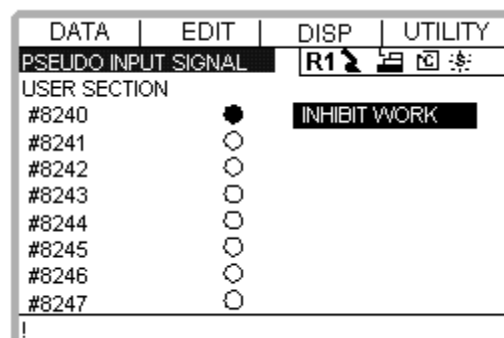 DATA EDIT DISP UTILITY
PSEUDO INPUT SIGNAL R1 C S
USER SECTION
#8240 INHIBIT WORK
#8241
#8242
#8243
#8244
#8245
#8246
#8247
!